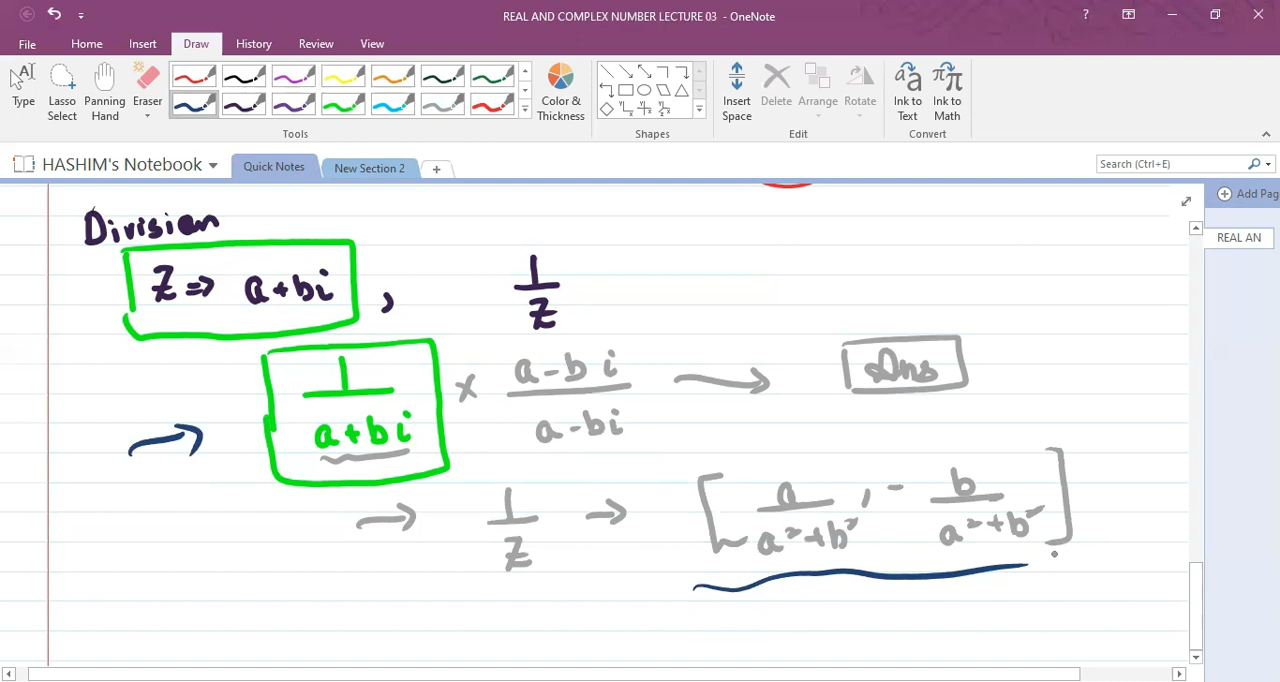 REAL AND COMPLEX NUMBER LECTURE 03 - OneNote
?
File Home Insert Draw History Review View
Type Lasso Select Panning Hand Eraser Color & Thickness Insert Space Delete Arrange Rotate Ink to Text Ink to Math
Tools Shapes Edit Convert
HASHIM's Notebook Quick Notes New Section 2 + Search (Ctrl+E)
Add Pag
REAL AN
Division
Z ⇒ a+bi , 1/Z
→ 1/(a+bi) × (a-bi)/(a-bi) → Ans
→ 1/Z → [a/(a²+b²) , - b/(a²+b²)]